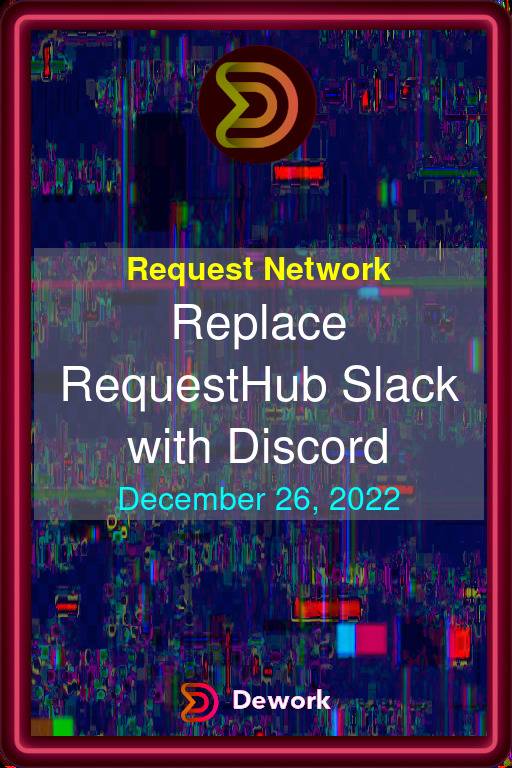 Request Network
Replace
RequestHub Slack
with Discord
December 26, 2022
Dework